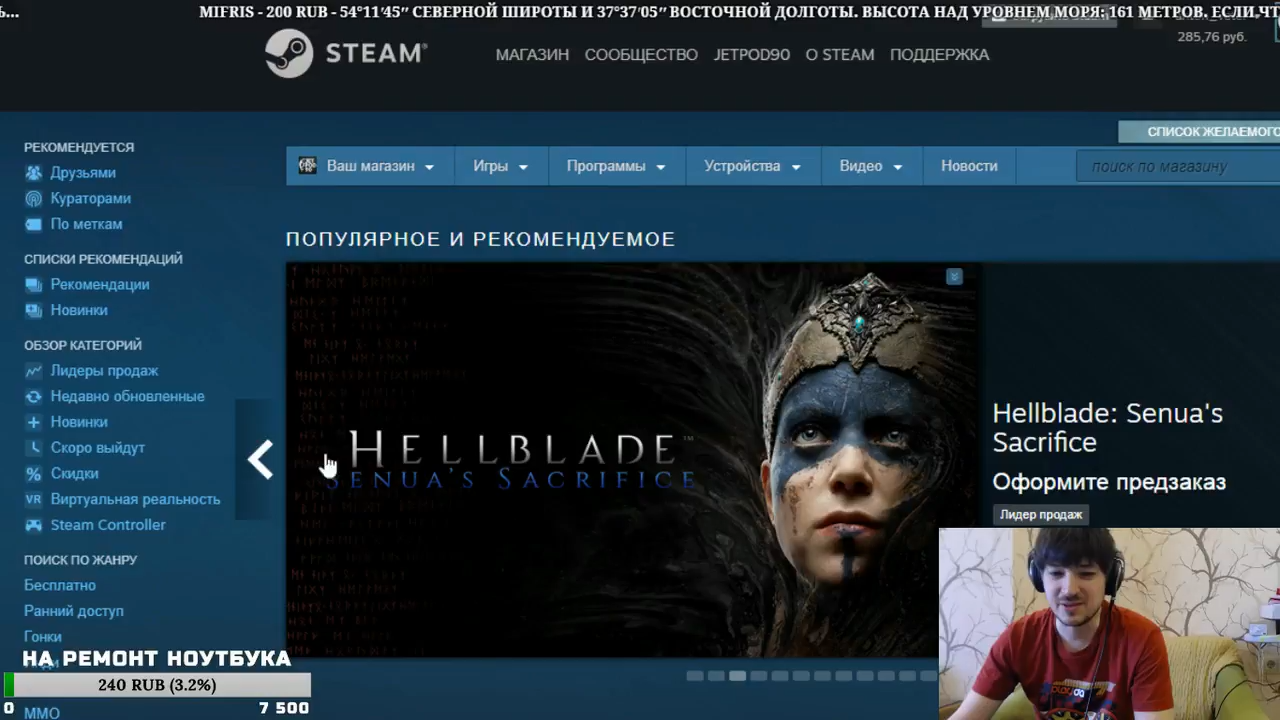 Ь...
MIFRIS - 200 RUB - 54°11′45″ СЕВЕРНОЙ ШИРОТЫ И 37°37′05″ ВОСТОЧНОЙ ДОЛГОТЫ. ВЫСОТА НАД УРОВНЕМ МОРЯ: 161 МЕТРОВ. ЕСЛИ ЧТ
285,76 руб.
STEAM
МАГАЗИН СООБЩЕСТВО JETPOD90 О STEAM ПОДДЕРЖКА
СПИСОК ЖЕЛАЕМОГО
Ваш магазин Игры Программы Устройства Видео Новости
поиск по магазину
РЕКОМЕНДУЕТСЯ
Друзьями
Кураторами
По меткам
СПИСКИ РЕКОМЕНДАЦИЙ
Рекомендации
Новинки
ОБЗОР КАТЕГОРИЙ
Лидеры продаж
Недавно обновленные
Новинки
Скоро выйдут
Скидки
VR Виртуальная реальность
Steam Controller
ПОИСК ПО ЖАНРУ
Бесплатно
Ранний доступ
Гонки
ММО
ПОПУЛЯРНОЕ И РЕКОМЕНДУЕМОЕ
HELLBLADE™
SENUA'S SACRIFICE
Hellblade: Senua's
Sacrifice
Оформите предзаказ
Лидер продаж
НА РЕМОНТ НОУТБУКА
240 RUB (3.2%)
0 7 500